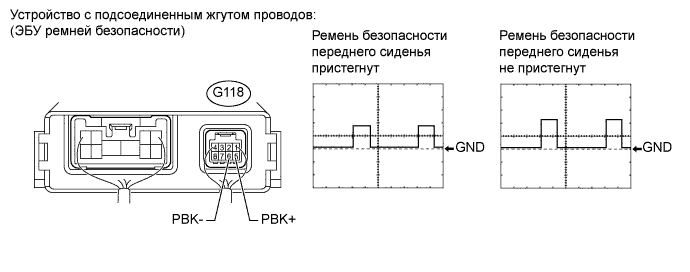 Устройство с подсоединенным жгутом проводов:
(ЭБУ ремней безопасности)
Ремень безопасности
переднего сиденья
пристегнут
Ремень безопасности
переднего сиденья
не пристегнут
G118
4 3 2 1
8 7 6 5
GND
GND
PBK-
PBK+